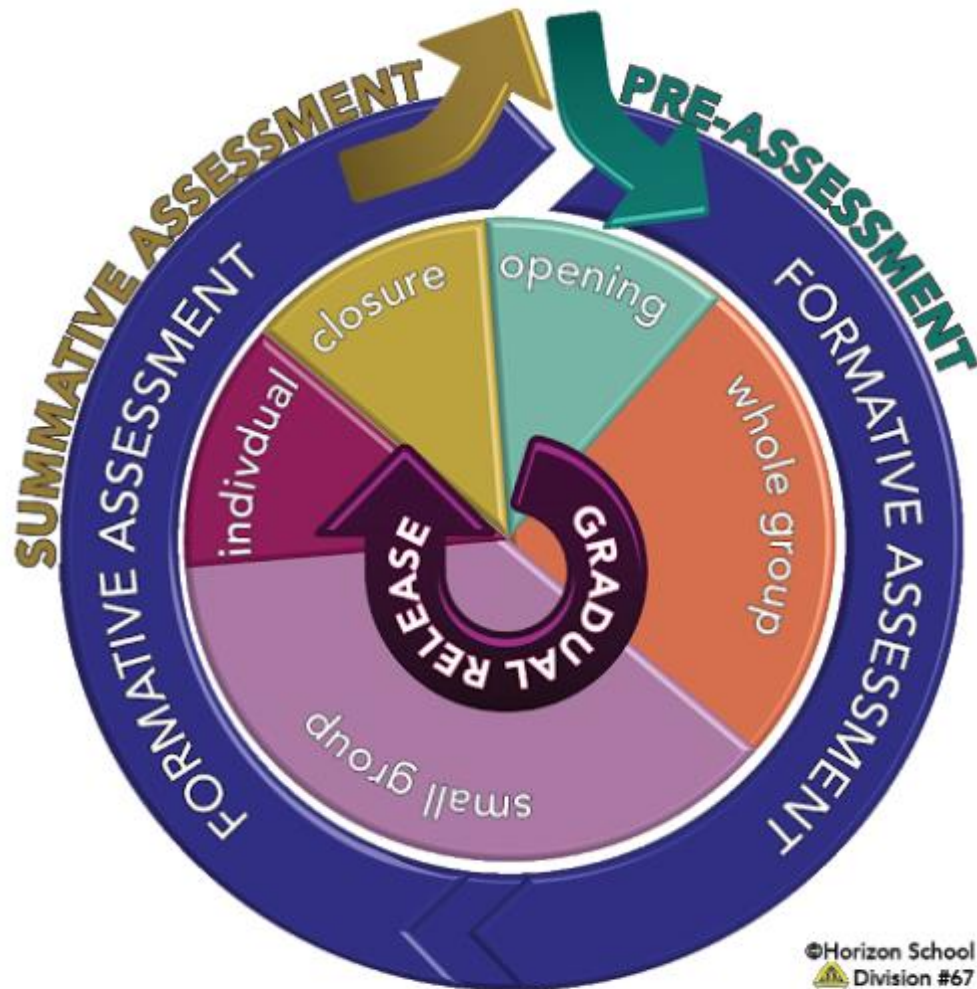 SUMMATIVE ASSESSMENT
PRE-ASSESSMENT
FORMATIVE ASSESSMENT
FORMATIVE ASSESSMENT
opening
whole group
small group
indivdual
closure
GRADUAL RELEASE
©Horizon School
Division #67